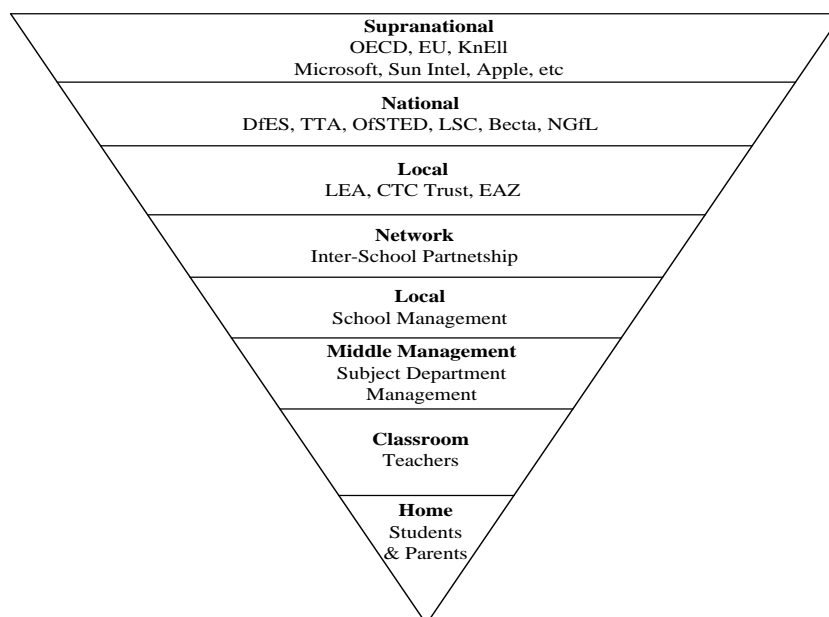 Supranational
OECD, EU, KnEll
Microsoft, Sun Intel, Apple, etc
National
DfES, TTA, OfSTED, LSC, Becta, NGfL
Local
LEA, CTC Trust, EAZ
Network
Inter-School Partnetship
Local
School Management
Middle Management
Subject Department
Management
Classroom
Teachers
Home
Students
& Parents